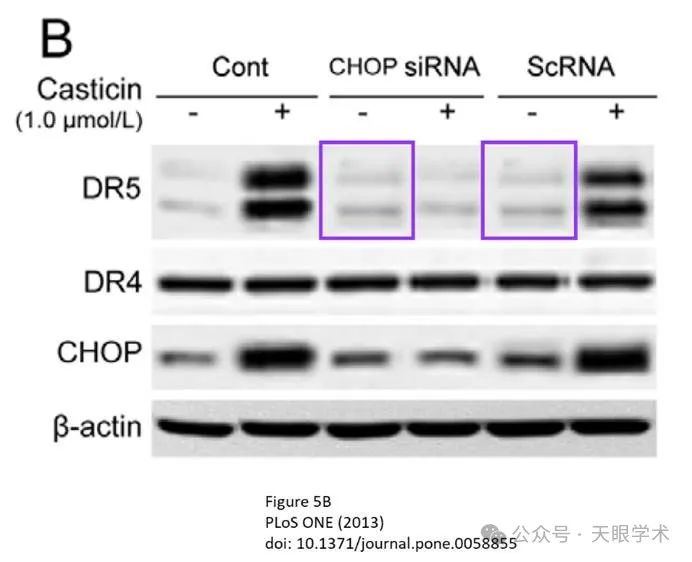 B
Cont CHOP siRNA ScRNA
Casticin
(1.0 μmol/L) - + - + - +
DR5
DR4
CHOP
β-actin
Figure 5B
PLoS ONE (2013)
doi: 10.1371/journal.pone.0058855
公众号 · 天眼学术